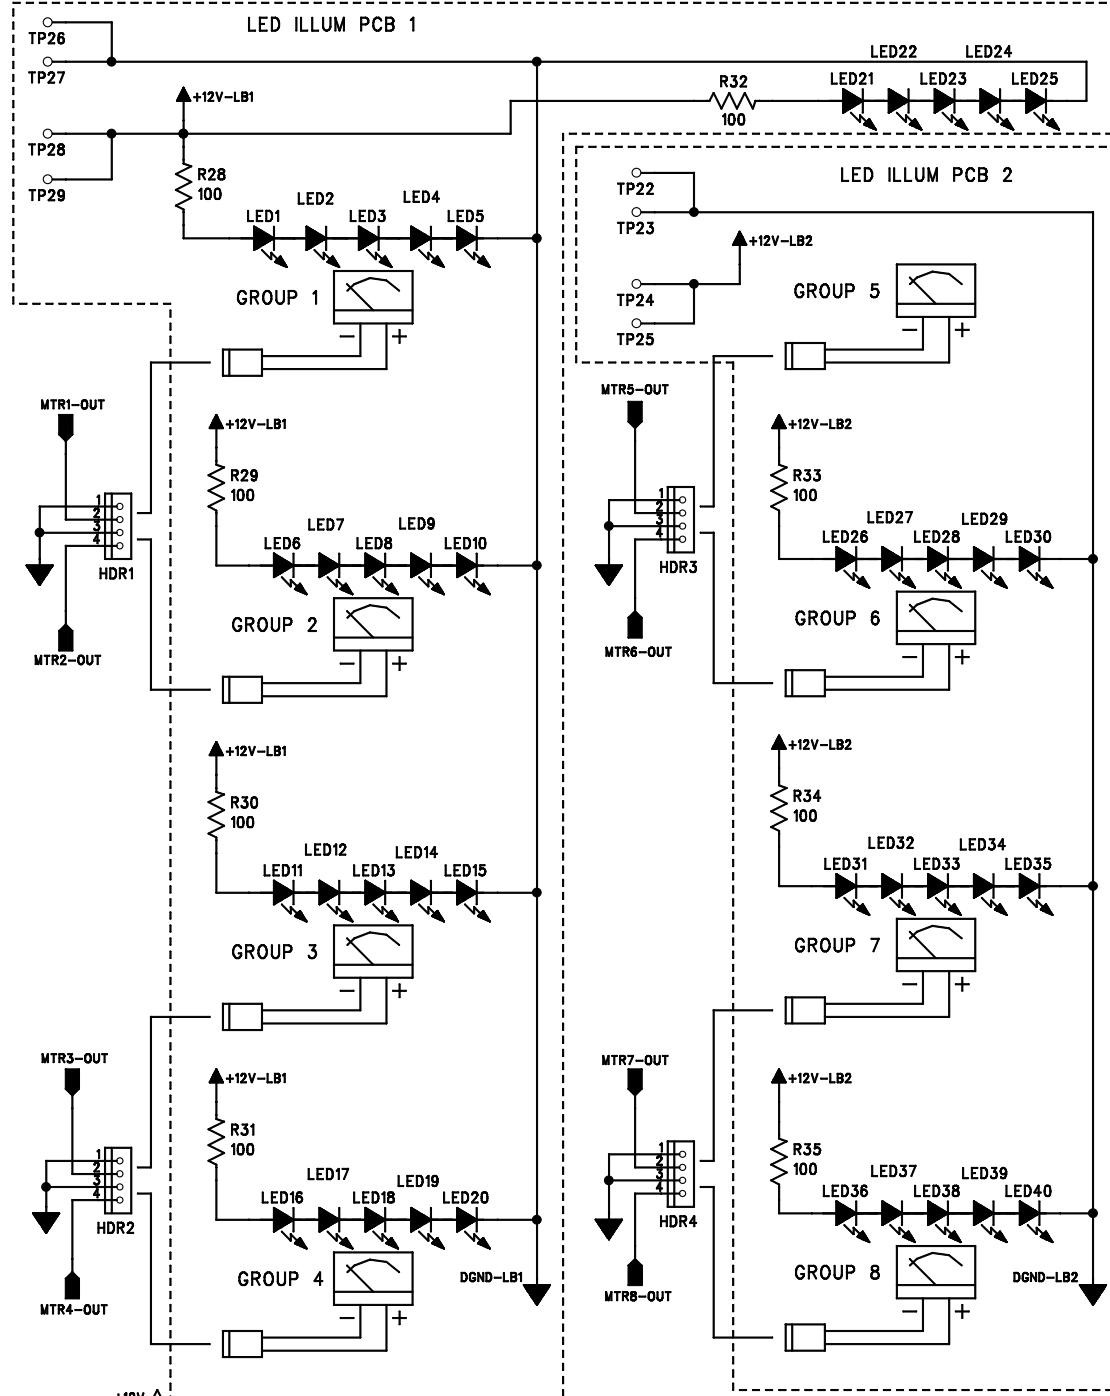 LED ILLUM PCB 1
TP26
TP27
+12V-LB1
TP28
TP29
R28
100
LED1
LED2
LED3
LED4
LED5
GROUP 1
- +
R32
100
LED21
LED22
LED23
LED24
LED25
LED ILLUM PCB 2
TP22
TP23
+12V-LB2
TP24
TP25
GROUP 5
- +
MTR1-OUT
1
2
3
4
HDR1
MTR2-OUT
+12V-LB1
R29
100
LED6
LED7
LED8
LED9
LED10
GROUP 2
- +
MTR5-OUT
1
2
3
4
HDR3
MTR6-OUT
+12V-LB2
R33
100
LED26
LED27
LED28
LED29
LED30
GROUP 6
- +
+12V-LB1
R30
100
LED11
LED12
LED13
LED14
LED15
GROUP 3
- +
+12V-LB2
R34
100
LED31
LED32
LED33
LED34
LED35
GROUP 7
- +
MTR3-OUT
1
2
3
4
HDR2
MTR4-OUT
+12V-LB1
R31
100
LED16
LED17
LED18
LED19
LED20
GROUP 4
- +
DGND-LB1
MTR7-OUT
1
2
3
4
HDR4
MTR8-OUT
+12V-LB2
R35
100
LED36
LED37
LED38
LED39
LED40
GROUP 8
- +
DGND-LB2